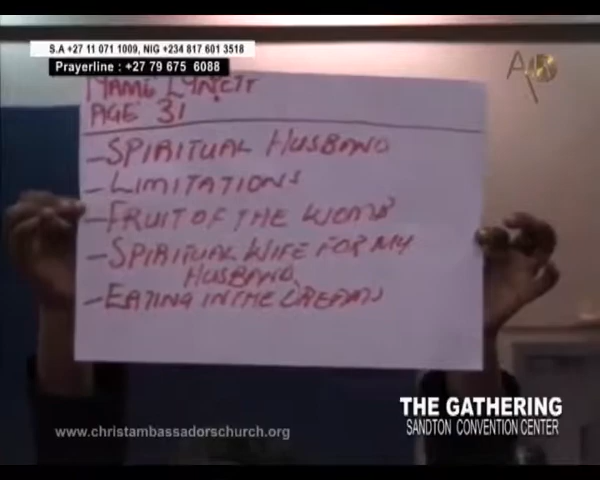 S.A +27 11 071 1009, NIG +234 817 601 3518
Prayerline : +27 79 675 6088
NAME LYNETT
AGE 31
- SPIRITUAL HUSBAND
- LIMITATIONS
- FRUIT OF THE WOMB
- SPIRITUAL WIFE FOR MY
HUSBAND
- EATING IN THE DREAMS
THE GATHERING
SANDTON CONVENTION CENTER
www.christambassadorschurch.org